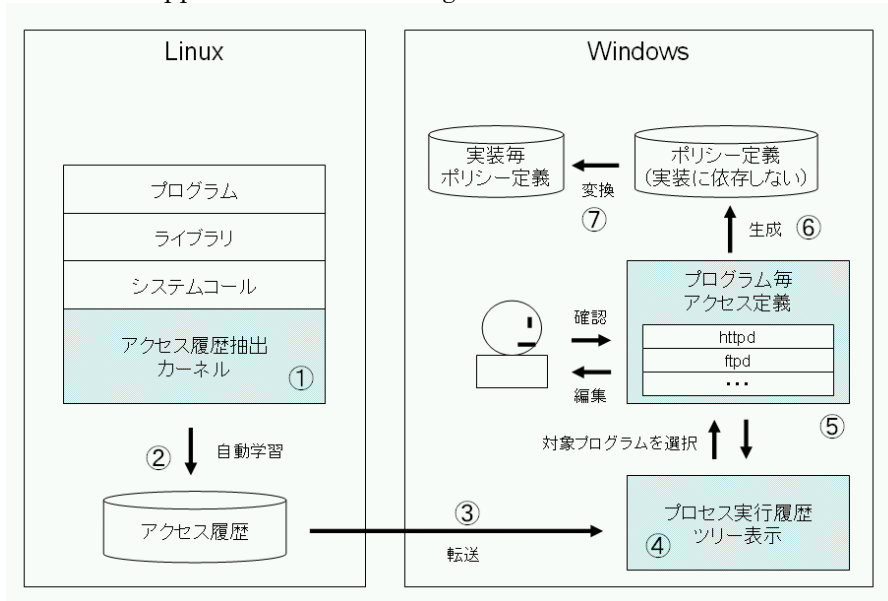 Linux
プログラム
ライブラリ
システムコール
アクセス履歴抽出
カーネル
①
②
自動学習
アクセス履歴
③
転送
Windows
実装毎
ポリシー定義
変換
⑦
ポリシー定義
(実装に依存しない)
生成 ⑥
プログラム毎
アクセス定義
httpd
ftpd
・・・
⑤
確認
編集
対象プログラムを選択
プロセス実行履歴
ツリー表示
④